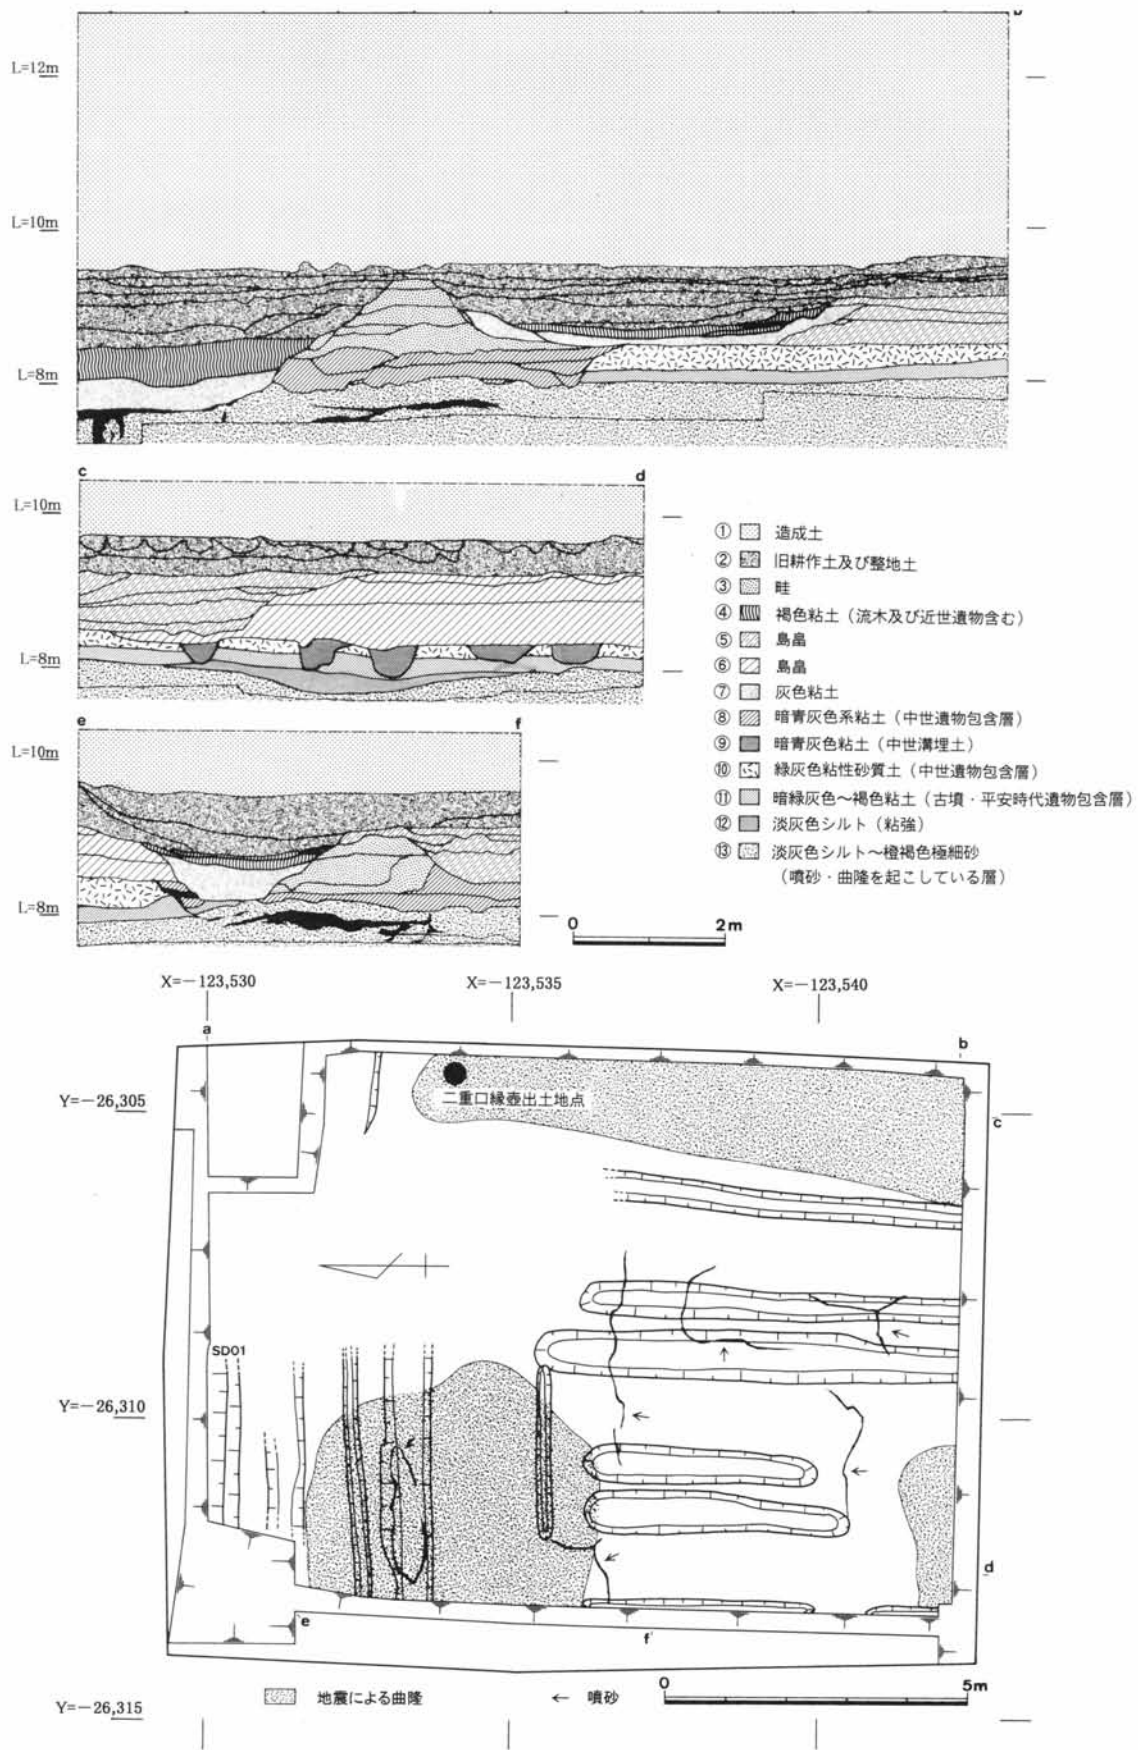 L=12m
L=10m
L=8m
c
d
L=10m
L=8m
① 造成土
② 旧耕作土及び整地土
③ 畦
④ 褐色粘土（流木及び近世遺物含む）
⑤ 島畠
⑥ 島畠
⑦ 灰色粘土
⑧ 暗青灰色系粘土（中世遺物包含層）
⑨ 暗青灰色粘土（中世溝埋土）
⑩ 緑灰色粘性砂質土（中世遺物包含層）
⑪ 暗緑灰色～褐色粘土（古墳・平安時代遺物包含層）
⑫ 淡灰色シルト（粘強）
⑬ 淡灰色シルト～橙褐色極細砂
（噴砂・曲隆を起こしている層）
e
f
L=10m
L=8m
0 2m
X=－123,530
X=－123,535
X=－123,540
a
b
Y=－26,305
二重口縁壺出土地点
c
SD01
Y=－26,310
d
e
f
地震による曲隆
← 噴砂
0 5m
Y=－26,315